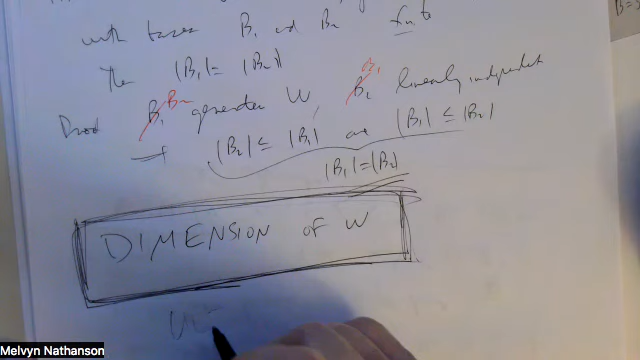 with bases B₁ and B₂ finite
Then |B₁| = |B₂|
Proof B₁ B₂ generates W, B₂ B₁ linearly independent
⇒ |B₂| ≤ |B₁| and |B₁| ≤ |B₂|
|B₁| = |B₂|
DIMENSION OF W
Melvyn Nathanson